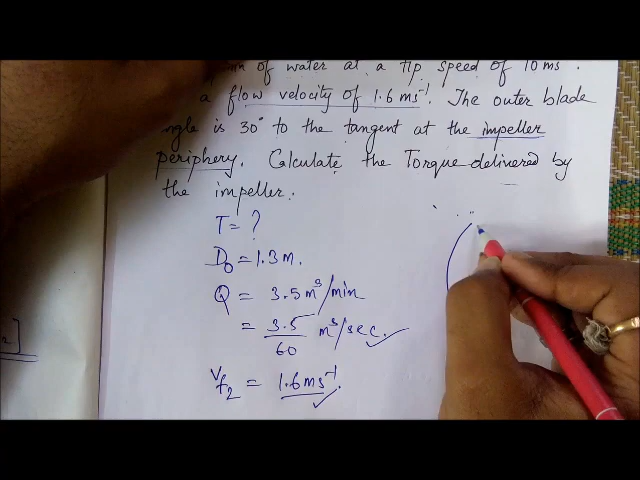 of water at a tip speed of 10 ms
a flow velocity of 1.6 ms⁻¹. The outer blade
angle is 30° to the tangent at the impeller
periphery. Calculate the Torque delivered by
the impeller.
T = ?
D₀ = 1.3 m.
Q = 3.5 m³/min
= 3.5/60 m³/sec.
Vf₂ = 1.6 ms⁻¹.